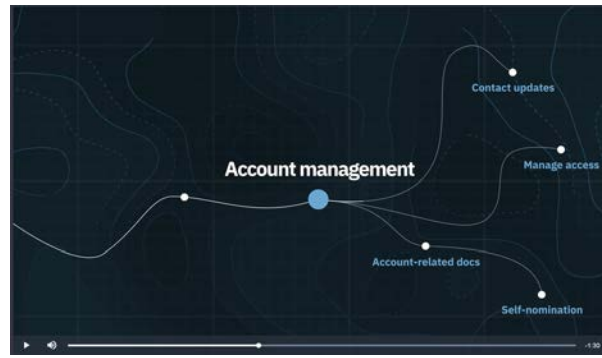 Contact updates
Account management
Manage access
Account-related docs
Self-nomination
-1:30